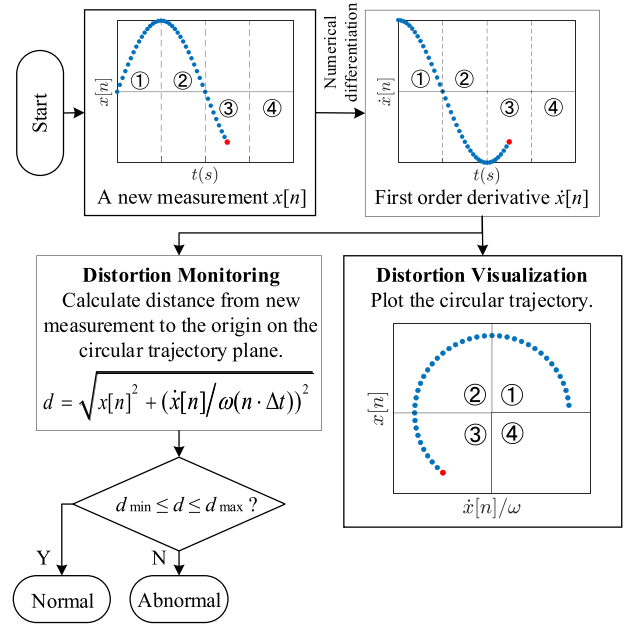 Start
x[n]
① ② ③ ④
t(s)
A new measurement x[n]
Numerical
differentiation
ẋ[n]
① ② ③ ④
t(s)
First order derivative ẋ[n]
Distortion Monitoring
Calculate distance from new
measurement to the origin on the
circular trajectory plane.
d = √(x[n]² + (ẋ[n]/ω(n·Δt))²)
d min ≤ d ≤ d max ?
Y
N
Normal
Abnormal
Distortion Visualization
Plot the circular trajectory.
x[n]
② ①
③ ④
ẋ[n]/ω